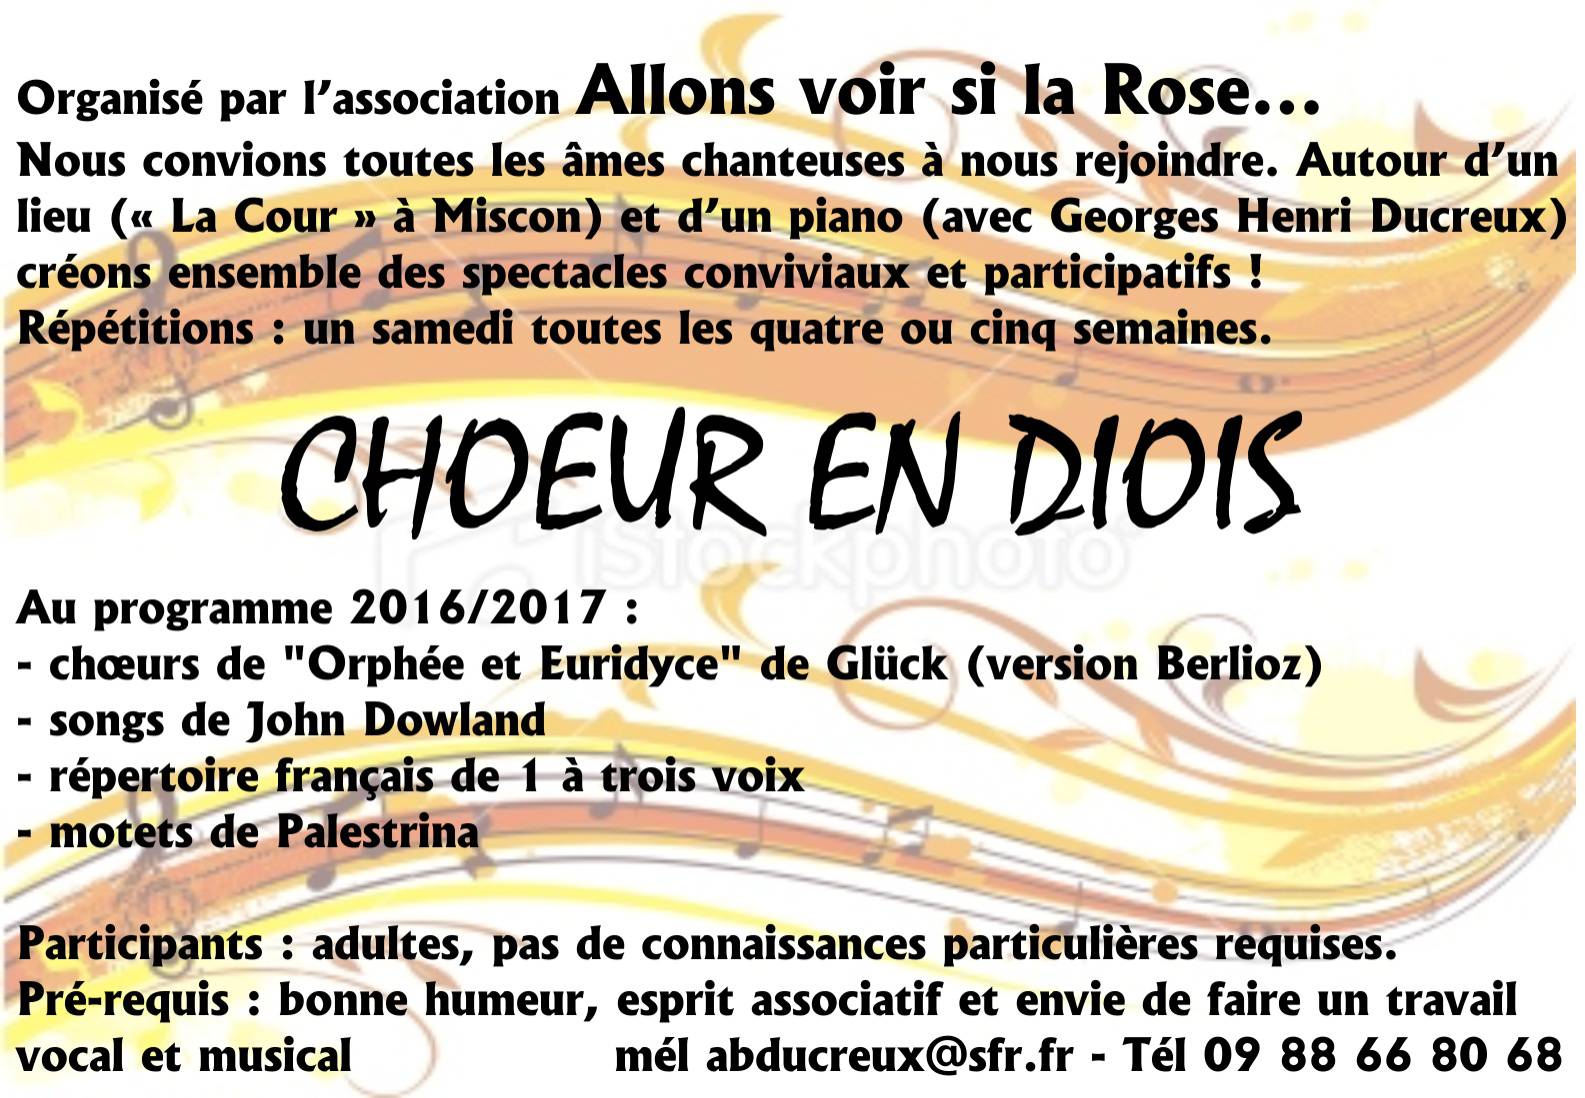 Organisé par l’association Allons voir si la Rose...
Nous convions toutes les âmes chanteuses à nous rejoindre. Autour d’un
lieu (« La Cour » à Miscon) et d’un piano (avec Georges Henri Ducreux)
créons ensemble des spectacles conviviaux et participatifs !
Répétitions : un samedi toutes les quatre ou cinq semaines.
CHOEUR EN DIOIS
iStockphoto
Au programme 2016/2017 :
- chœurs de "Orphée et Euridyce" de Glück (version Berlioz)
- songs de John Dowland
- répertoire français de 1 à trois voix
- motets de Palestrina
Participants : adultes, pas de connaissances particulières requises.
Pré-requis : bonne humeur, esprit associatif et envie de faire un travail
vocal et musical mél abducreux@sfr.fr - Tél 09 88 66 80 68